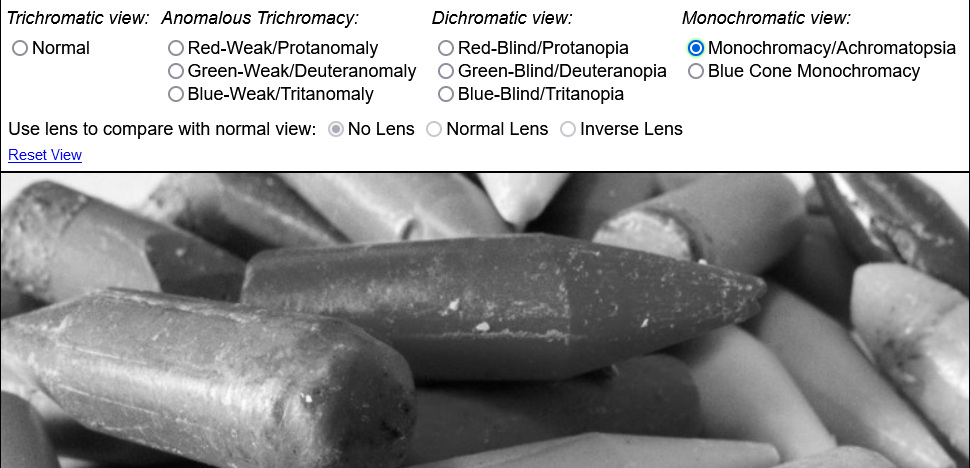 Trichromatic view: Anomalous Trichromacy: Dichromatic view: Monochromatic view:
Normal Red-Weak/Protanomaly Red-Blind/Protanopia Monochromacy/Achromatopsia
Green-Weak/Deuteranomaly Green-Blind/Deuteranopia Blue Cone Monochromacy
Blue-Weak/Tritanomaly Blue-Blind/Tritanopia
Use lens to compare with normal view: No Lens Normal Lens Inverse Lens
Reset View